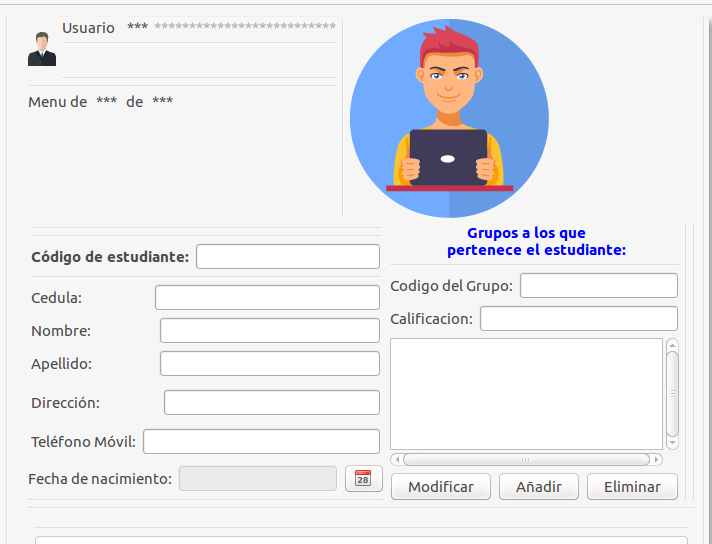 Usuario *** **************************
Menu de *** de ***
Código de estudiante:
Cedula:
Nombre:
Apellido:
Dirección:
Teléfono Móvil:
Fecha de nacimiento:
28
Grupos a los que
pertenece el estudiante:
Codigo del Grupo:
Calificacion:
Modificar Añadir Eliminar